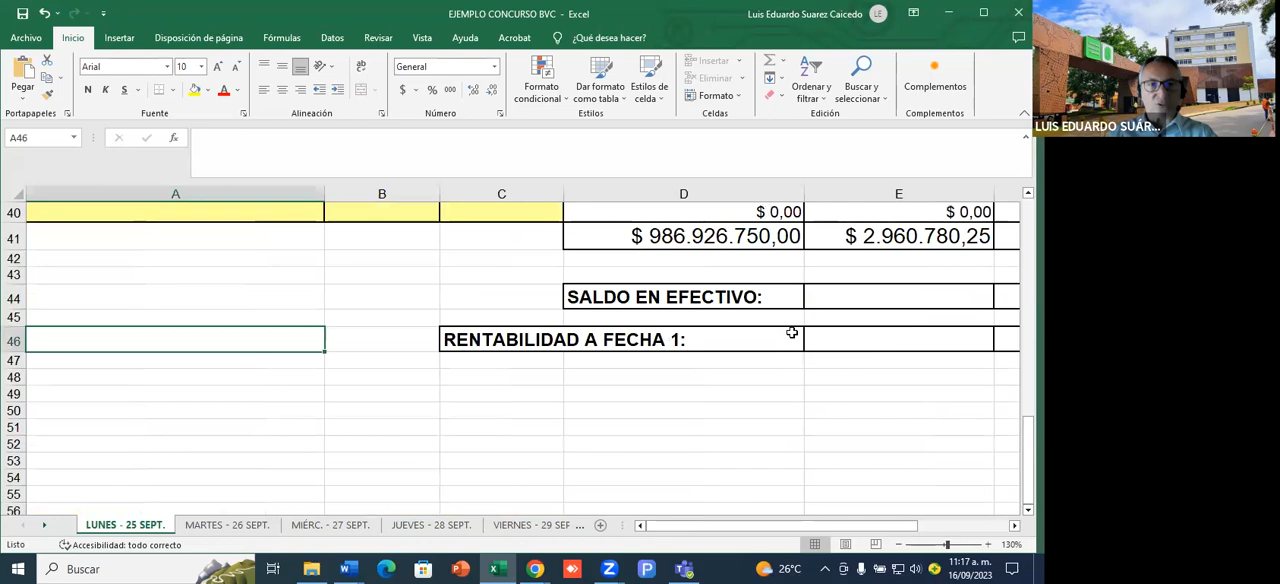 EJEMPLO CONCURSO BVC - Excel
Luis Eduardo Suarez Caicedo
LE
Archivo Inicio Insertar Disposición de página Fórmulas Datos Revisar Vista Ayuda Acrobat ¿Qué desea hacer?
Pegar
Arial 10
N K S
General
$ % 000
Formato condicional
Dar formato como tabla
Estilos de celda
Insertar
Eliminar
Formato
Ordenar y filtrar
Buscar y seleccionar
Complementos
Portapapeles Fuente Alineación Número Estilos Celdas Edición Complementos
LUIS EDUARDO SUÁR...
A46 fx
A B C D E
40 $ 0,00 $ 0,00
41 $ 986.926.750,00 $ 2.960.780,25
42
43
44 SALDO EN EFECTIVO:
45
46 RENTABILIDAD A FECHA 1:
47
48
49
50
51
52
53
54
55
56
LUNES - 25 SEPT. MARTES - 26 SEPT. MIÉRC. - 27 SEPT. JUEVES - 28 SEPT. VIERNES - 29 SEP ...
Listo Accesibilidad: todo correcto 130%
Buscar 26°C 11:17 a. m.
16/09/2023